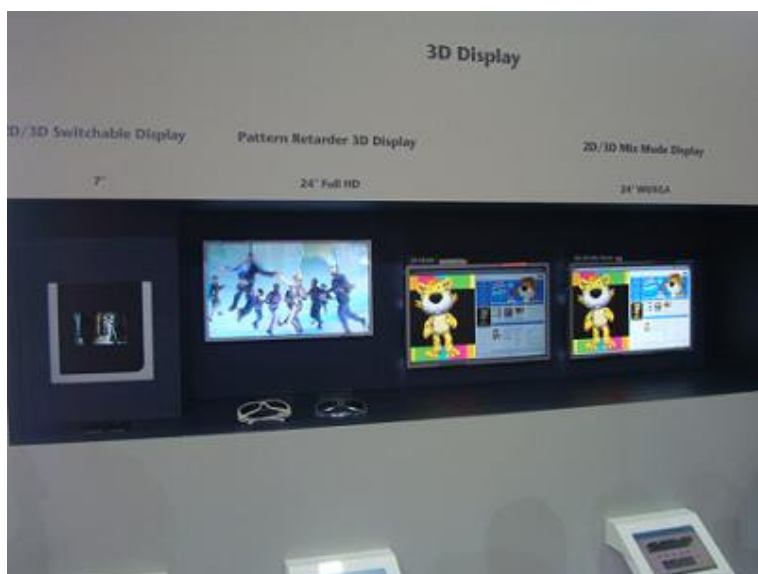 3D Display
2D/3D Switchable Display
7"
Pattern Retarder 3D Display
24" Full HD
2D/3D Mix Mode Display
24" WUXGA